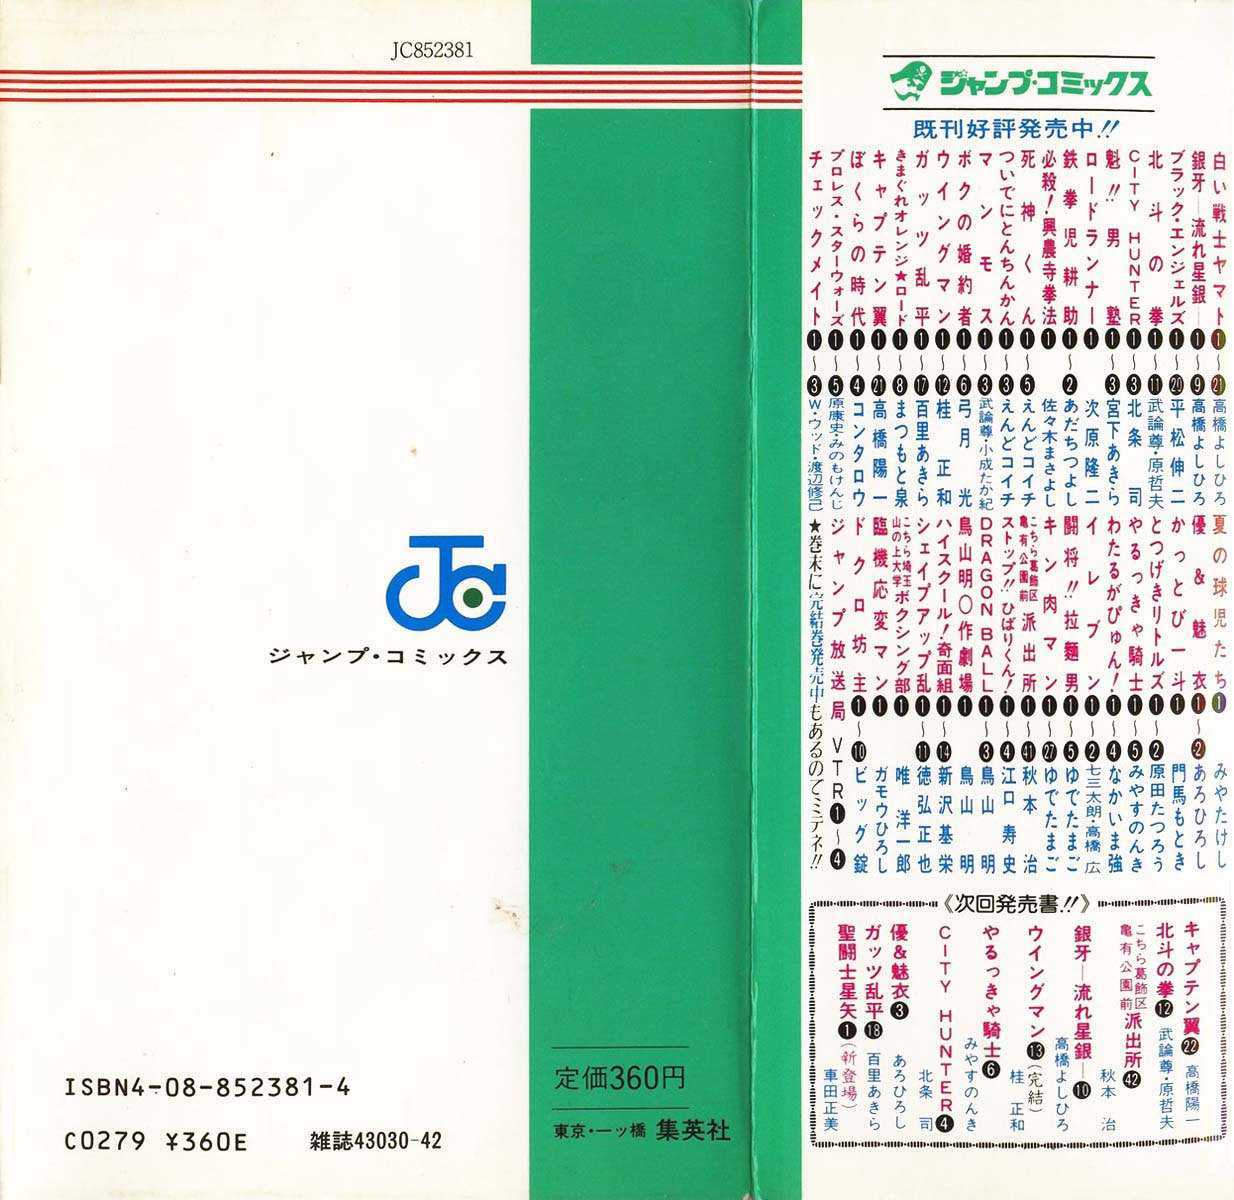 JC852381
ジャンプ・コミックス
ISBN4-08-852381-4
C0279 ¥360E
雑誌43030-42
定価360円
東京・一ッ橋 集英社
ジャンプ・コミックス
既刊好評発売中!!
白い戦士ヤマト 1〜21 高橋よしひろ
銀牙―流れ星銀― 1〜9 高橋よしひろ
ブラック・エンジェルズ 1〜20 平松伸二
北斗の拳 1〜11 武論尊・原哲夫
CITY HUNTER 1〜3 北条司
魁!!男塾 1〜3 宮下あきら
ロードランナー 1 次原隆二
鉄拳児耕助 1〜2 あだちつよし
必殺!興農寺拳法 1 佐々木まさよし
死神くん 1〜5 えんどコイチ
ついでにとんちんかん 1〜3 えんどコイチ
マンモス 1〜3 武論尊・小成たか紀
ボクの婚約者 1〜6 弓月光
ウイングマン 1〜12 桂正和
ガッツ乱平 1〜17 百里あきら
きまぐれオレンジ★ロード 1〜8 まつもと泉
キャプテン翼 1〜21 高橋陽一
ぼくらの時代 1〜4 コンタロウ
プロレス・スターウォーズ 1〜5 原康史・みのもけんじ
チェックメイト 1〜3 W・ウッド・渡辺修己
夏の球児たち 1 みやたけし
優&魅衣 1〜2 あろひろし
かっとび一斗 1 門馬もとき
とつげきリトルズ 1〜2 原田たつろう
やるっきゃ騎士 1〜5 みやすのんき
わたるがぴゅん! 1〜4 なかいま強
イレブン 1〜2 七三太朗・高橋広
闘将!!拉麵男 1〜5 ゆでたまご
キン肉マン 1〜27 ゆでたまご
こちら葛飾区亀有公園前派出所 1〜41 秋本治
ストップ!!ひばりくん! 1〜4 江口寿史
DRAGON BALL 1〜3 鳥山明
鳥山明○作劇場 1 鳥山明
ハイスクール!奇面組 1〜14 新沢基栄
シェイプアップ乱 1〜11 徳弘正也
こちら埼玉山の上大学ボクシング部 1 唯洋一郎
臨機応変マン 1 ガモウひろし
ドクロ坊主 1〜10 ビッグ錠
ジャンプ放送局 VTR1〜4
★巻末に完結巻発売中もあるのでミテネ!!
《次回発売書!!》
キャプテン翼22 高橋陽一
北斗の拳12 武論尊・原哲夫
こちら葛飾区亀有公園前派出所42 秋本治
銀牙―流れ星銀―10 高橋よしひろ
ウイングマン13(完結) 桂正和
やるっきゃ騎士6 みやすのんき
CITY HUNTER4 北条司
優&魅衣3 あろひろし
ガッツ乱平18 百里あきら
聖闘士星矢1(新登場) 車田正美